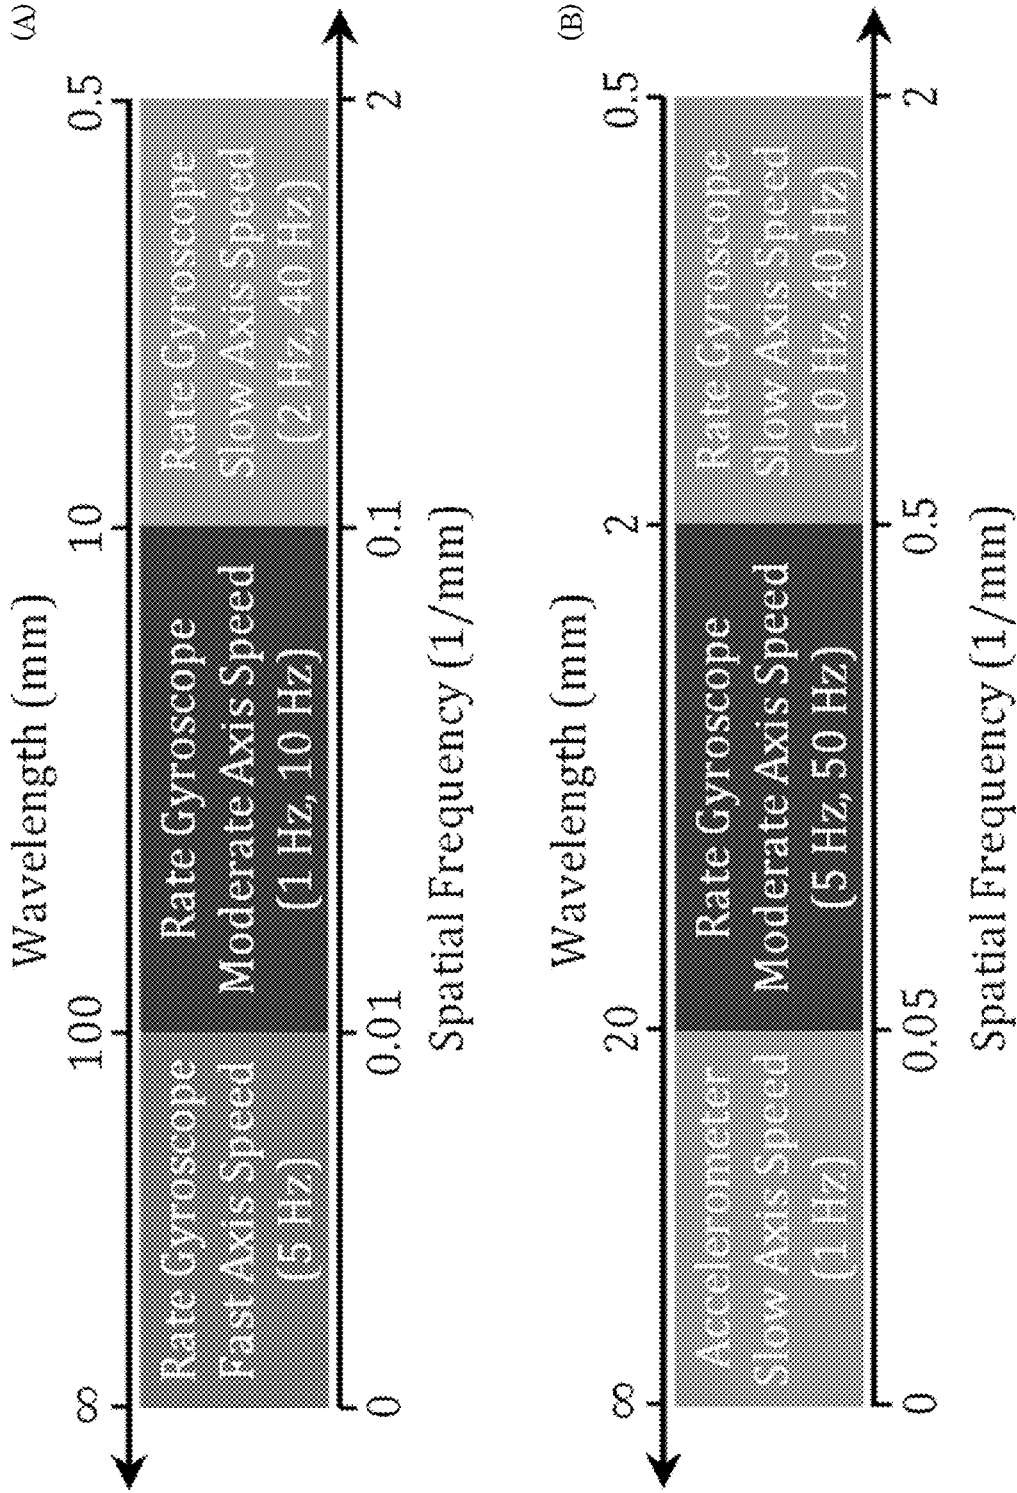 (A)
Wavelength (mm)
∞ 100 10 0.5
Rate Gyroscope
Fast Axis Speed
(5 Hz)
Rate Gyroscope
Moderate Axis Speed
(1 Hz, 10 Hz)
Rate Gyroscope
Slow Axis Speed
(2 Hz, 40 Hz)
0 0.01 0.1 2
Spatial Frequency (1/mm)
(B)
Wavelength (mm)
∞ 20 2 0.5
Accelerometer
Slow Axis Speed
(1 Hz)
Rate Gyroscope
Moderate Axis Speed
(5 Hz, 50 Hz)
Rate Gyroscope
Slow Axis Speed
(10 Hz, 40 Hz)
0 0.05 0.5 2
Spatial Frequency (1/mm)